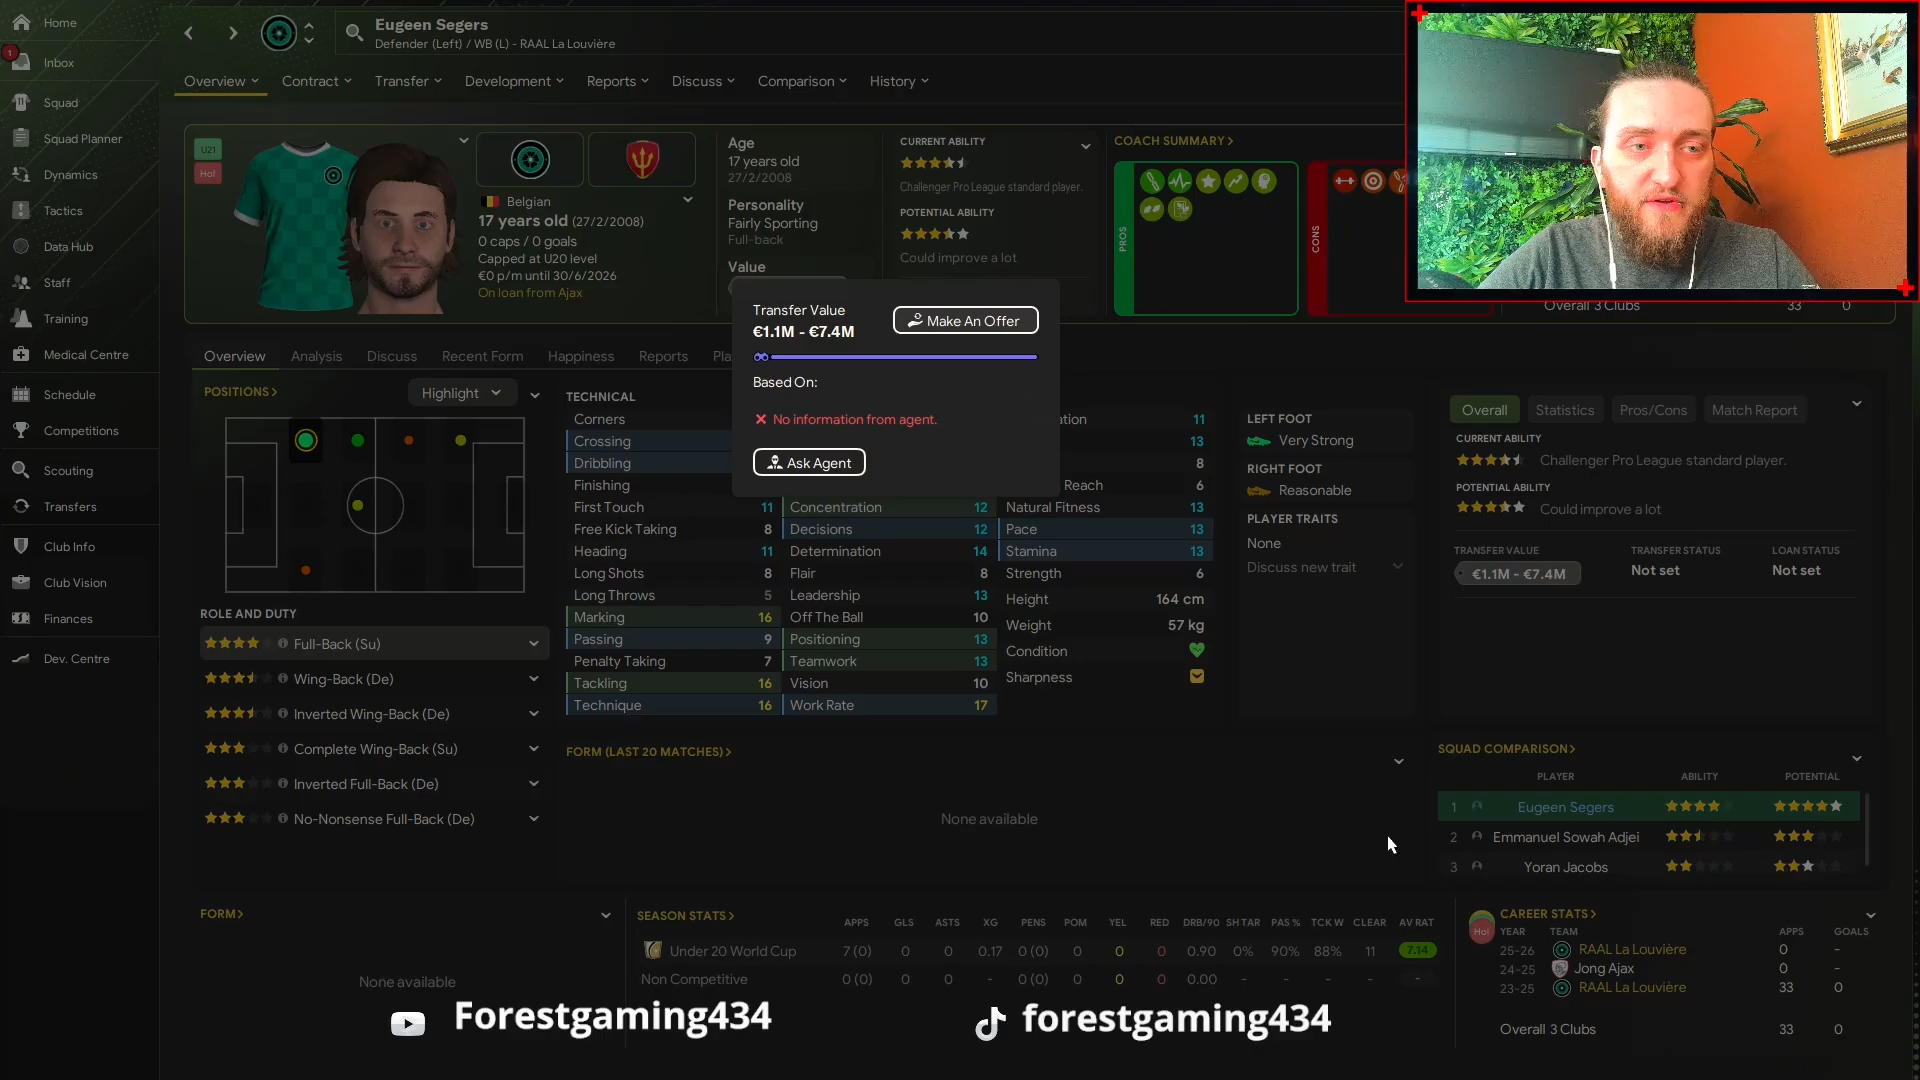 Home
1
Inbox
Squad
Squad Planner
Dynamics
Tactics
Data Hub
Staff
Training
Medical Centre
Schedule
Competitions
Scouting
Transfers
Club Info
Club Vision
Finances
Dev. Centre
Eugeen Segers
Defender (Left) / WB (L) - RAAL La Louvière
Overview Contract Transfer Development Reports Discuss Comparison History
U21
Hol
Belgian
17 years old (27/2/2008)
0 caps / 0 goals
Capped at U20 level
€0 p/m until 30/6/2026
On loan from Ajax
Age
17 years old
27/2/2008
Personality
Fairly Sporting
Full-back
Value
CURRENT ABILITY
Challenger Pro League standard player.
POTENTIAL ABILITY
Could improve a lot
COACH SUMMARY
PROS
CONS
Overall 3 Clubs 33 0
Transfer Value
€1.1M - €7.4M
Make An Offer
Based On:
No information from agent.
Ask Agent
Overview Analysis Discuss Recent Form Happiness Reports
POSITIONS
Highlight
ROLE AND DUTY
Full-Back (Su)
Wing-Back (De)
Inverted Wing-Back (De)
Complete Wing-Back (Su)
Inverted Full-Back (De)
No-Nonsense Full-Back (De)
TECHNICAL
Corners
Crossing
Dribbling
Finishing
First Touch 11
Free Kick Taking 8
Heading 11
Long Shots 8
Long Throws 5
Marking 16
Passing 9
Penalty Taking 7
Tackling 16
Technique 16
Concentration 12
Decisions 12
Determination 14
Flair 8
Leadership 13
Off The Ball 10
Positioning 13
Teamwork 13
Vision 10
Work Rate 17
11
13
8
Reach 6
Natural Fitness 13
Pace 13
Stamina 13
Strength 6
Height 164 cm
Weight 57 kg
Condition
Sharpness
LEFT FOOT
Very Strong
RIGHT FOOT
Reasonable
PLAYER TRAITS
None
Discuss new trait
Overall Statistics Pros/Cons Match Report
CURRENT ABILITY
Challenger Pro League standard player.
POTENTIAL ABILITY
Could improve a lot
TRANSFER VALUE TRANSFER STATUS LOAN STATUS
€1.1M - €7.4M Not set Not set
FORM (LAST 20 MATCHES)
None available
SQUAD COMPARISON
PLAYER ABILITY POTENTIAL
1 Eugeen Segers
2 Emmanuel Sowah Adjei
3 Yoran Jacobs
FORM
None available
SEASON STATS APPS GLS ASTS XG PENS POM YEL RED DRB/90 SH TAR PAS % TCK W CLEAR AV RAT
Under 20 World Cup 7 (0) 0 0 0.17 0 (0) 0 0 0 0.90 0% 90% 88% 11 7.14
Non Competitive 0 (0) 0 0 - 0 (0) 0 0 0 0.00 - - - - -
Hol
CAREER STATS
YEAR TEAM APPS GOALS
25-26 RAAL La Louvière 0 -
24-25 Jong Ajax 0 -
23-25 RAAL La Louvière 33 0
Overall 3 Clubs 33 0
Forestgaming434
forestgaming434